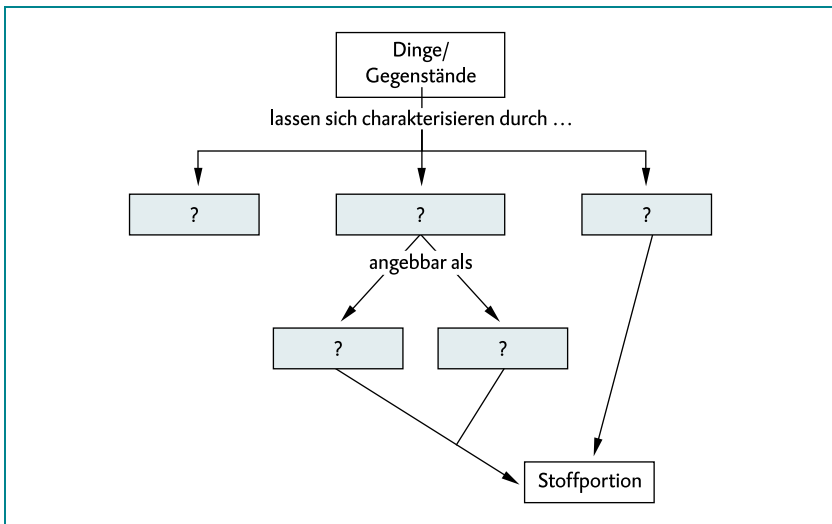 Dinge/
Gegenstände
lassen sich charakterisieren durch …
?
?
?
angebbar als
?
?
Stoffportion